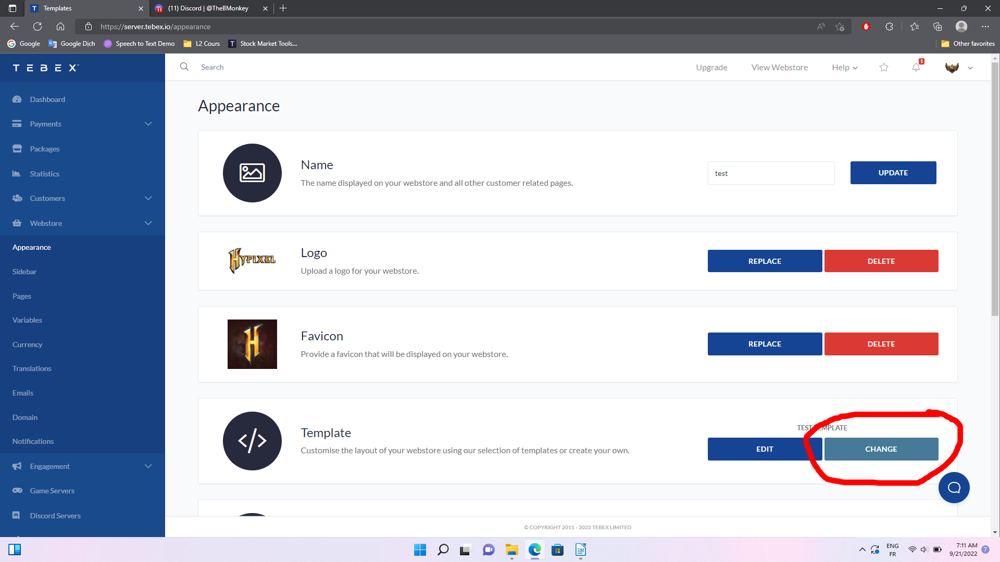 Templates
(11) Discord | @TheBMonkey
https://server.tebex.io/appearance
Google
Google Dịch
Speech to Text Demo
L2 Cours
Stock Market Tools...
Other favorites
TEBEX™
Search
Upgrade
View Webstore
Help
1
Dashboard
Payments
Packages
Statistics
Customers
Webstore
Appearance
Sidebar
Pages
Variables
Currency
Translations
Emails
Domain
Notifications
Engagement
Game Servers
Discord Servers
Appearance
Name
The name displayed on your webstore and all other customer related pages.
test
UPDATE
HYPIXEL
Logo
Upload a logo for your webstore.
REPLACE
DELETE
H
Favicon
Provide a favicon that will be displayed on your webstore.
REPLACE
DELETE
</>
Template
Customise the layout of your webstore using our selection of templates or create your own.
TEST TEMPLATE
EDIT
CHANGE
© COPYRIGHT 2011 - 2022 TEBEX LIMITED
ENG
FR
7:11 AM
9/21/2022
7